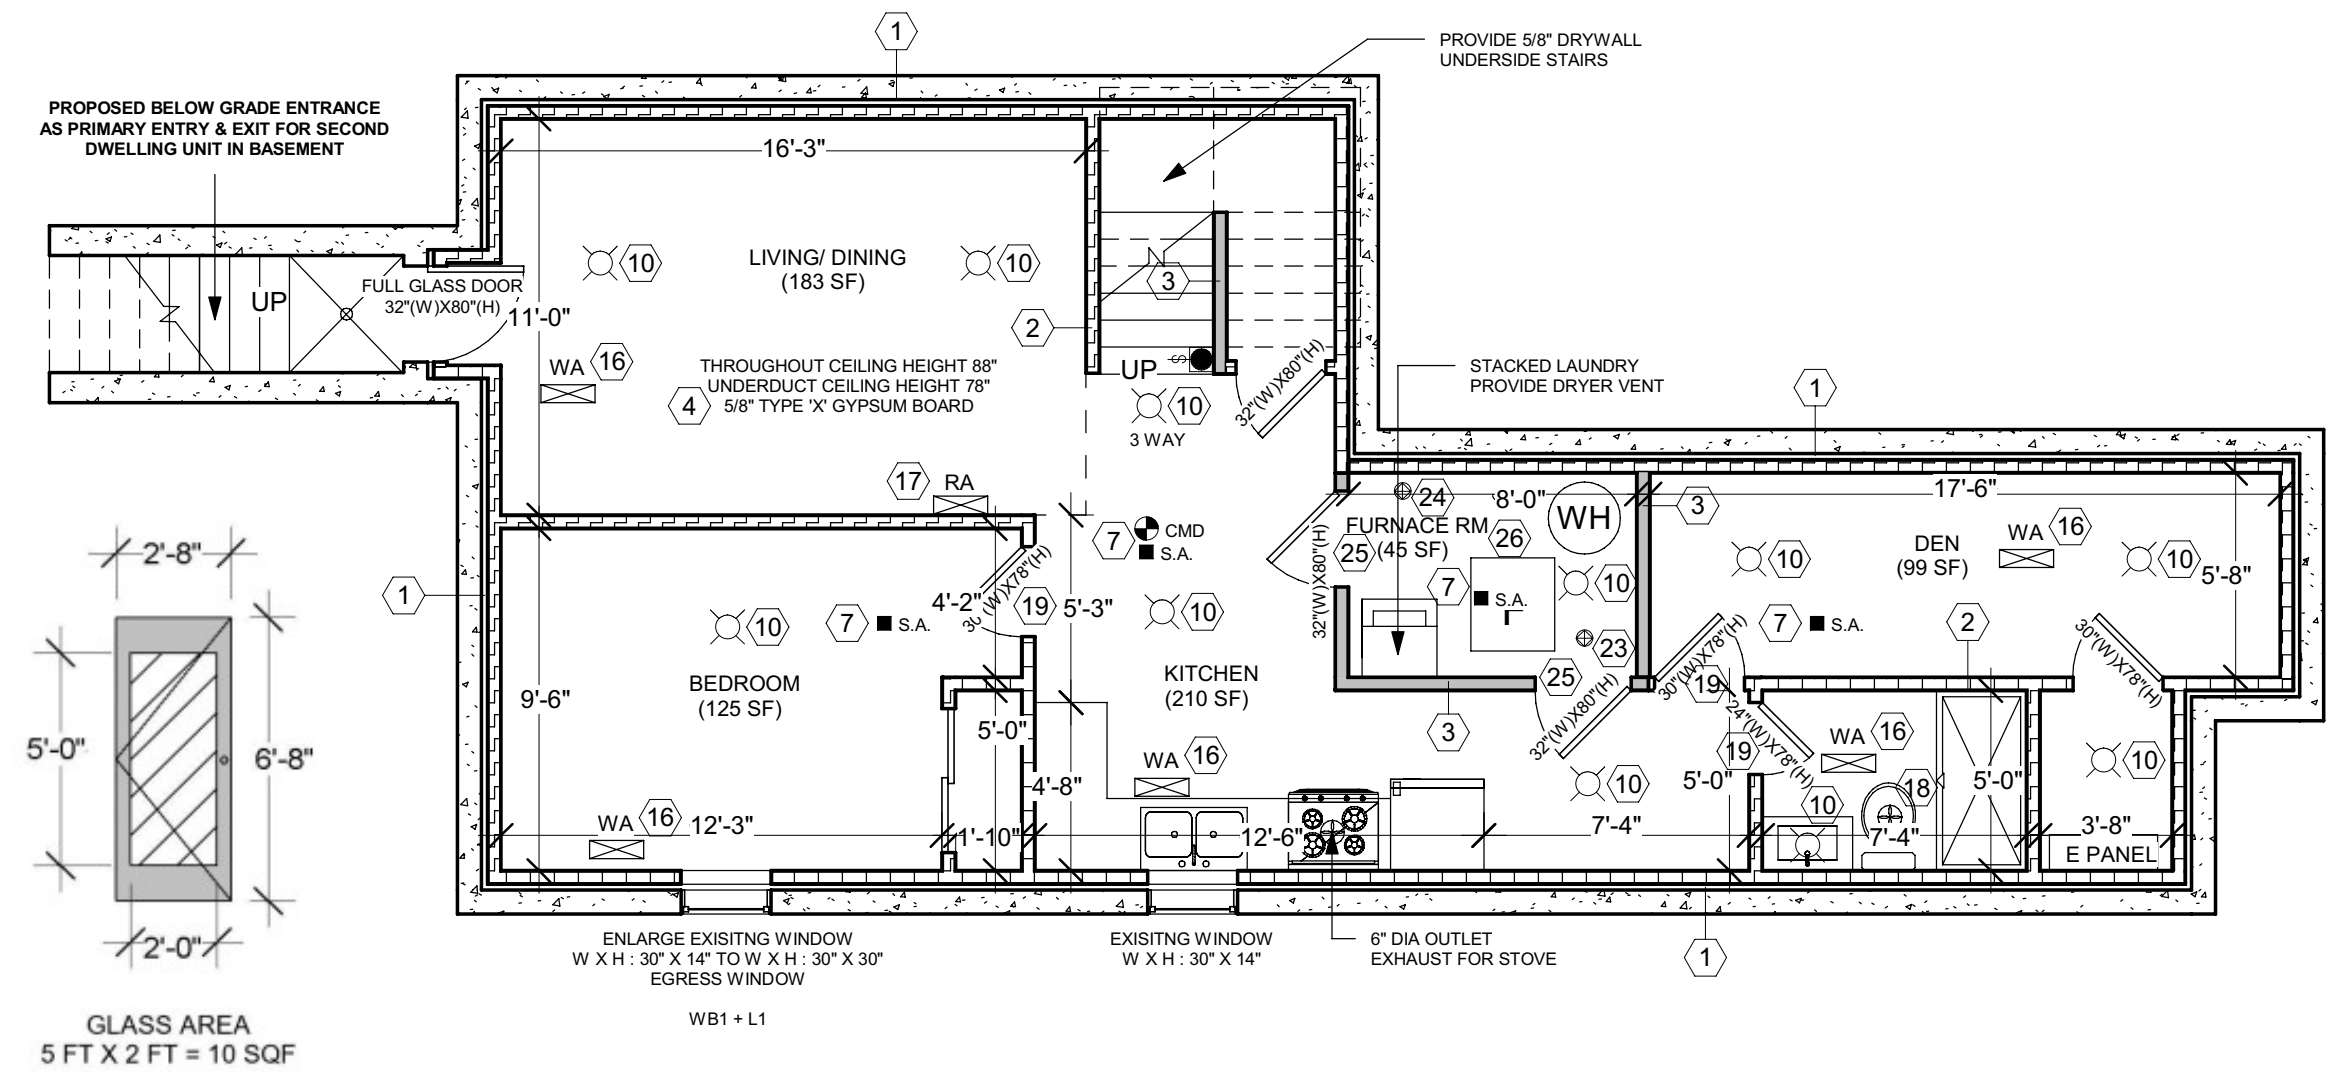 1
PROVIDE 5/8" DRYWALL
UNDERSIDE STAIRS
PROPOSED BELOW GRADE ENTRANCE
AS PRIMARY ENTRY & EXIT FOR SECOND
DWELLING UNIT IN BASEMENT
16'-3"
10
LIVING/ DINING
(183 SF)
10
3
UP
FULL GLASS DOOR
32"(W)X80"(H)
11'-0"
2
WA
16
THROUGHOUT CEILING HEIGHT 88"
UNDERDUCT CEILING HEIGHT 78"
5/8" TYPE 'X' GYPSUM BOARD
4
UP
S
32"(W)X80"(H)
10
3 WAY
STACKED LAUNDRY
PROVIDE DRYER VENT
1
17
RA
24
8'-0"
WH
3
17'-6"
7
CMD
S.A.
FURNACE RM
(45 SF)
25
26
32"(W)X80"(H)
10
DEN
(99 SF)
WA
16
10
5'-8"
2'-8"
1
10
7
S.A.
4'-2"
30"(W)X78"(H)
19
5'-3"
10
7
S.A.
10
23
7
S.A.
2
30"(W)X78"(H)
30"(W)X78"(H)
19
BEDROOM
(125 SF)
9'-6"
KITCHEN
(210 SF)
25
32"(W)X80"(H)
3
24"(W)X78"(H)
19
5'-0"
6'-8"
5'-0"
4'-8"
WA
16
10
5'-0"
WA
16
18
5'-0"
10
10
WA
16
12'-3"
1'-10"
12'-6"
7'-4"
7'-4"
3'-8"
E PANEL
2'-0"
ENLARGE EXISITNG WINDOW
W X H : 30" X 14" TO W X H : 30" X 30"
EGRESS WINDOW
WB1 + L1
EXISITNG WINDOW
W X H : 30" X 14"
6" DIA OUTLET
EXHAUST FOR STOVE
1
GLASS AREA
5 FT X 2 FT = 10 SQF